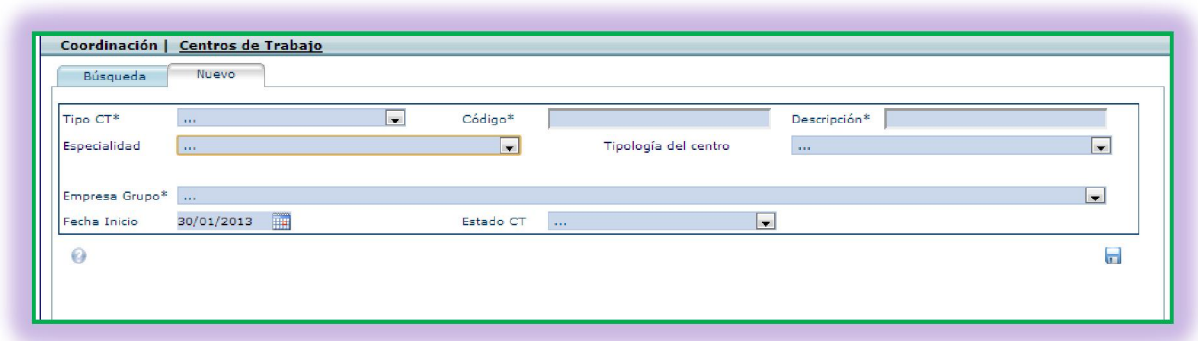 Coordinación | Centros de Trabajo
Búsqueda Nuevo
Tipo CT* ... Código* Descripción*
Especialidad ... Tipología del centro ...
Empresa Grupo* ...
Fecha Inicio 30/01/2013 Estado CT ...
?